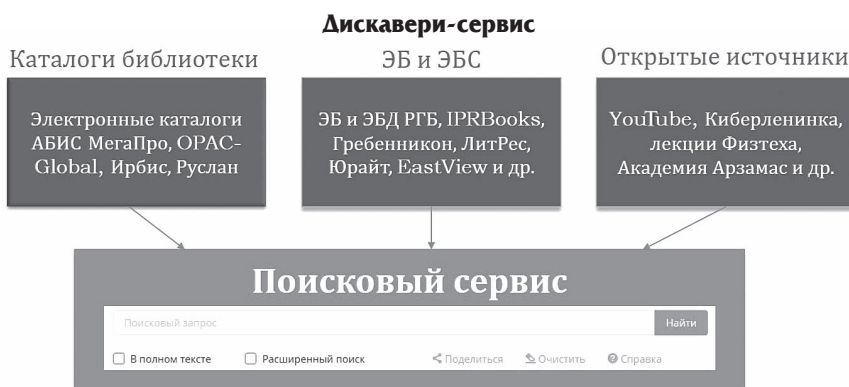 Дискавери-сервис
Каталоги библиотеки
ЭБ и ЭБС
Открытые источники
Электронные каталоги
АБИС МегаПро, OPAC-
Global, Ирбис, Руслан
ЭБ и ЭБД РГБ, IPRBooks,
Гребенникон, ЛитРес,
Юрайт, EastView и др.
YouTube, Киберленинка,
лекции Физтеха,
Академия Арзамас и др.
Поисковый сервис
Поисковый запрос
Найти
В полном тексте
Расширенный поиск
Поделиться
Очистить
Справка